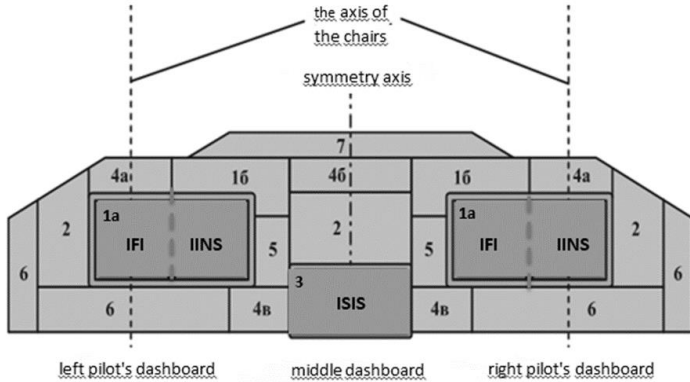 the axis of
the chairs
symmetry axis
7
4а 1б 4б 1б 4а
1а 1а
2 IFI IINS 5 2 5 IFI IINS 2
6 3 6
ISIS
6 4в 4в 6
left pilot's dashboard middle dashboard right pilot's dashboard